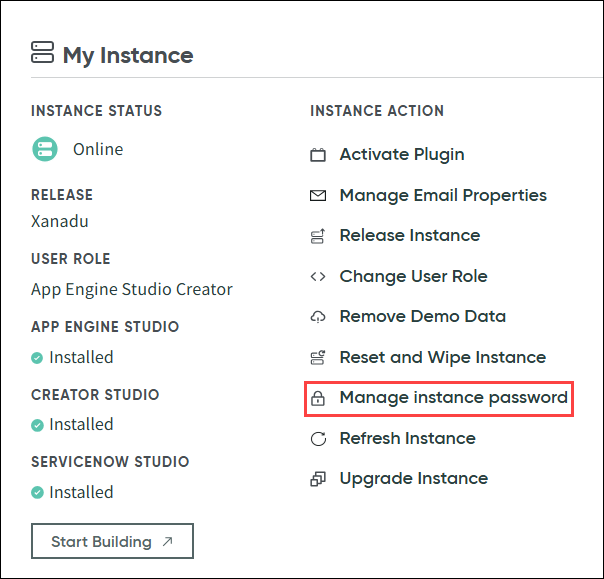 My Instance
INSTANCE STATUS
Online
RELEASE
Xanadu
USER ROLE
App Engine Studio Creator
APP ENGINE STUDIO
Installed
CREATOR STUDIO
Installed
SERVICENOW STUDIO
Installed
Start Building
INSTANCE ACTION
Activate Plugin
Manage Email Properties
Release Instance
Change User Role
Remove Demo Data
Reset and Wipe Instance
Manage instance password
Refresh Instance
Upgrade Instance